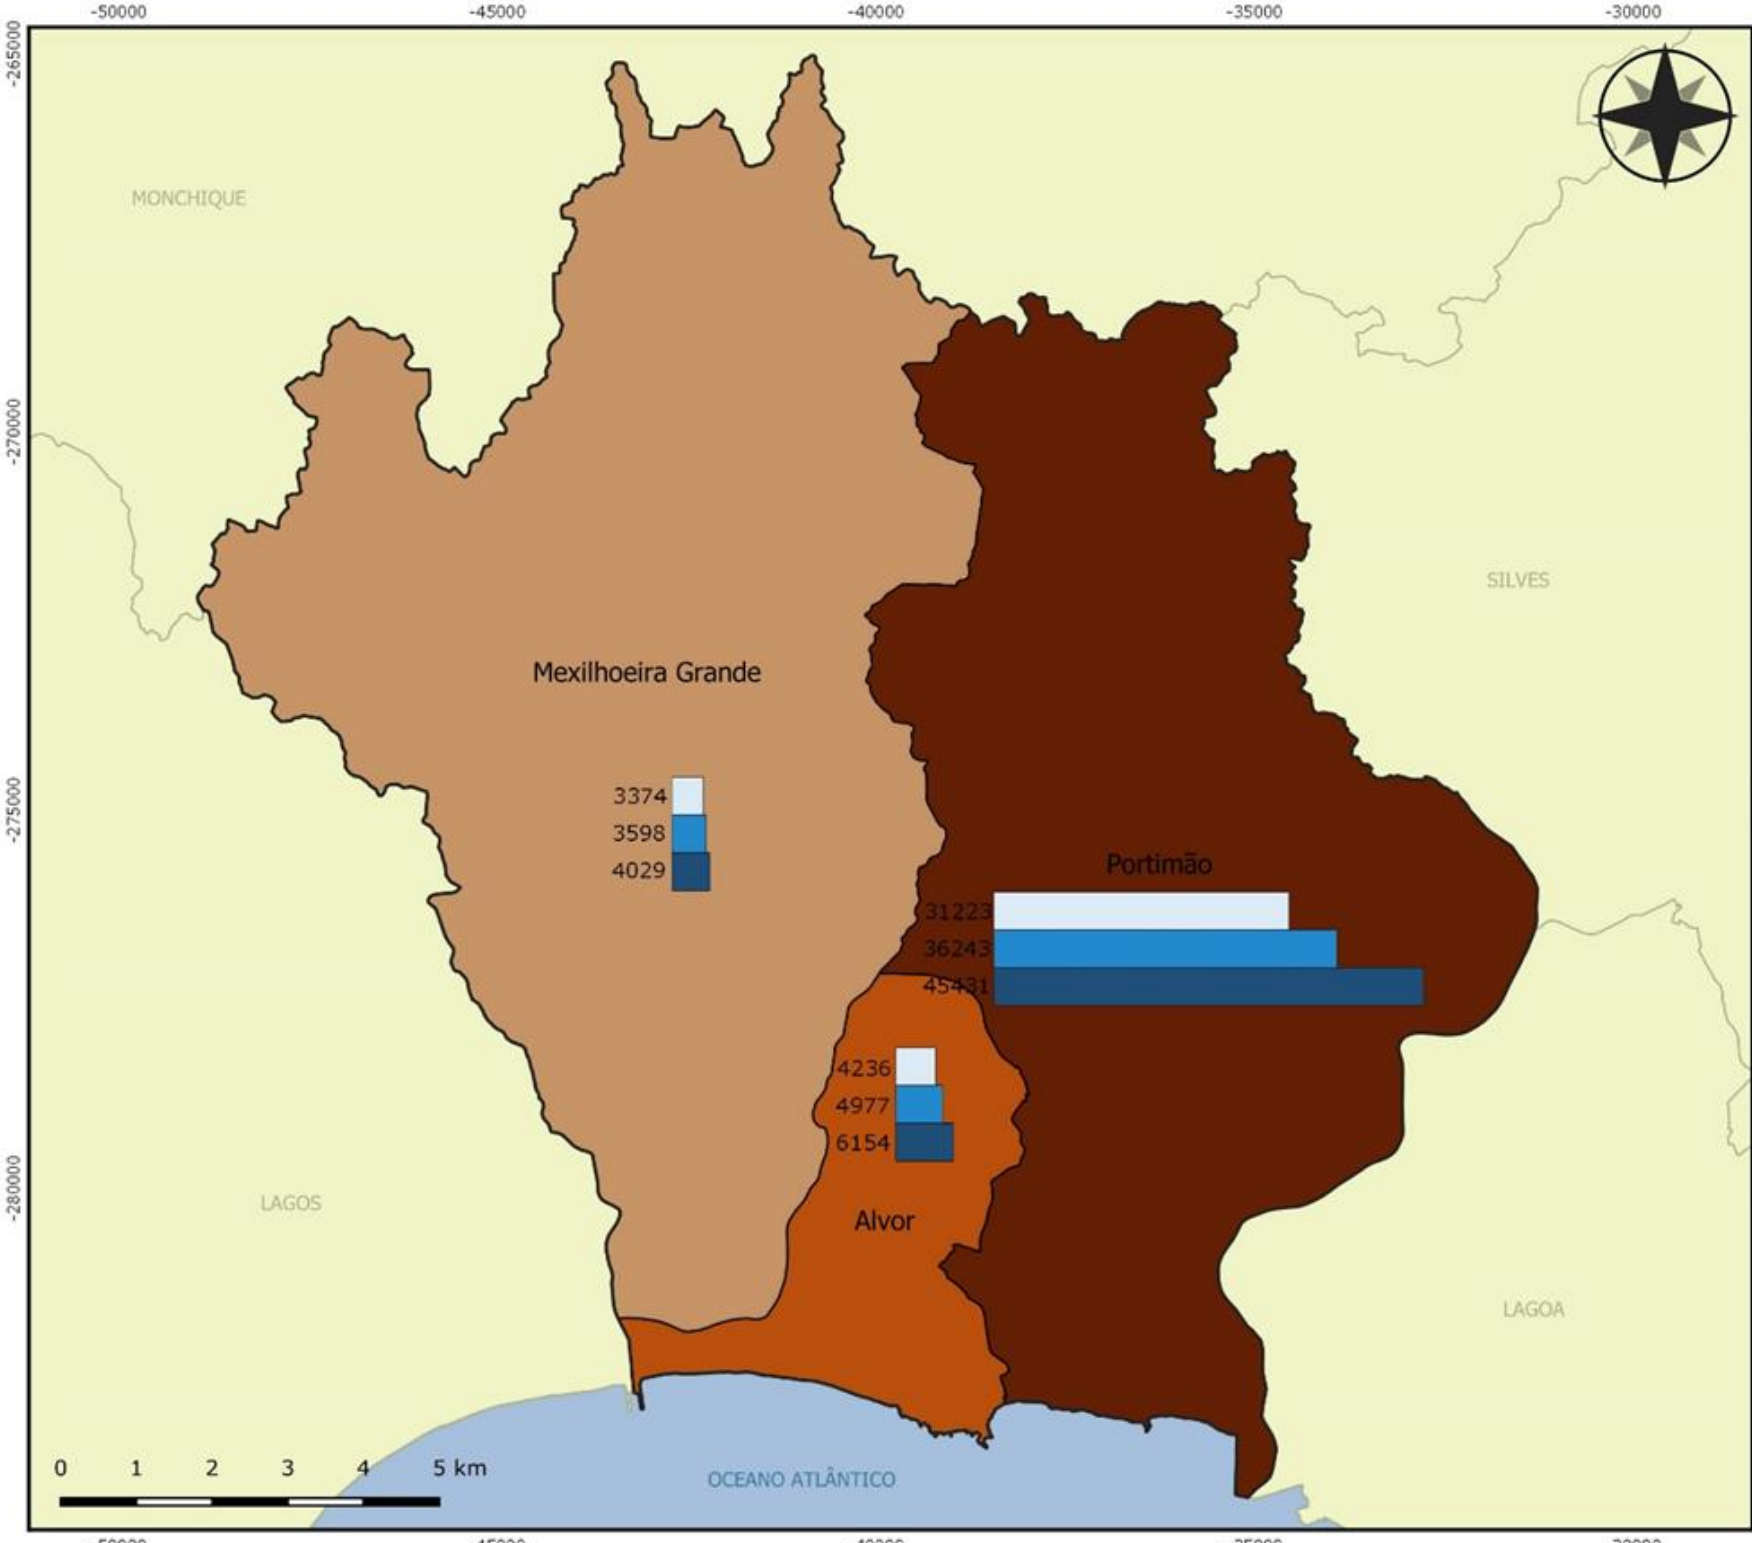 -50000 -45000 -40000 -35000 -30000
-265000
MONCHIQUE
-270000
SILVES
Mexilhoeira Grande
-275000
3374
3598
4029
Portimão
31223
36243
45431
4236
4977
6154
-280000
LAGOS
Alvor
LAGOA
0 1 2 3 4 5 km
OCEANO ATLÂNTICO